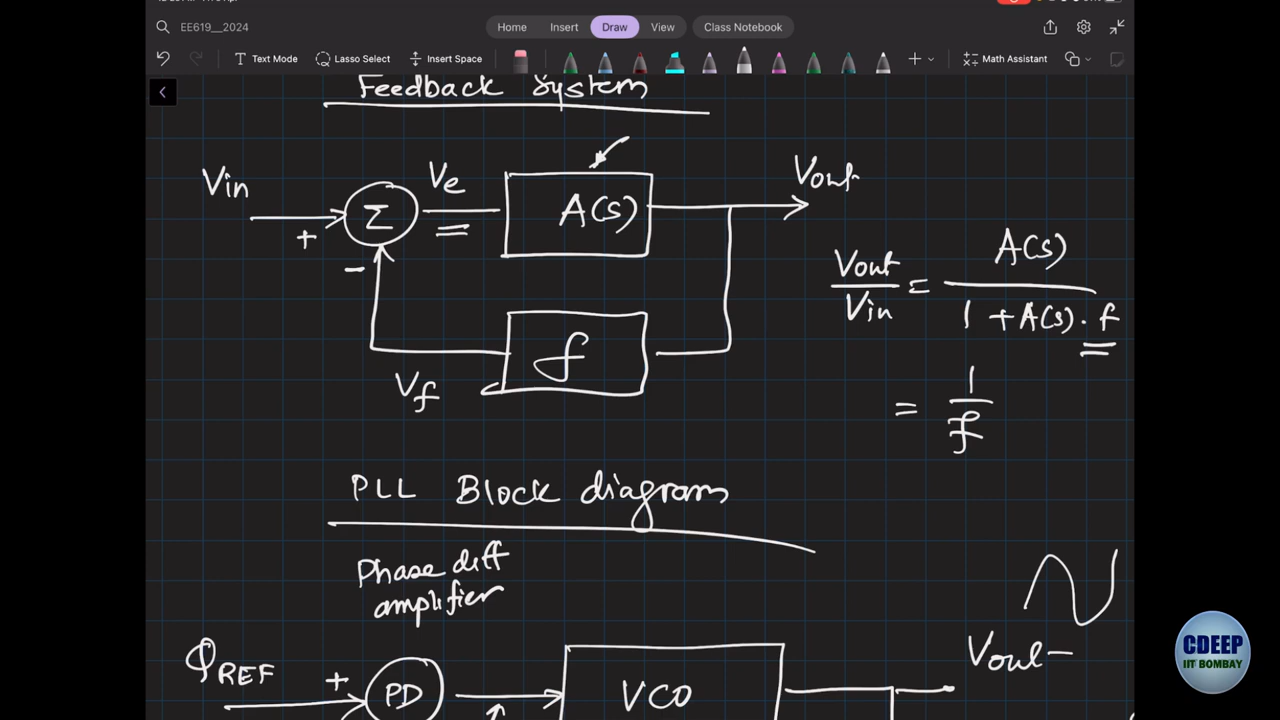 EE619__2024
Home Insert Draw View Class Notebook
Text Mode Lasso Select Insert Space Math Assistant
Feedback System
Vin + - Σ Ve A(s) Vout
Vf f
Vout/Vin = A(s)/(1 + A(s) . f)
= 1/f
PLL Block diagram
Phase diff
amplifier
ΦREF + PD VCO Vout
CDEEP
IIT BOMBAY